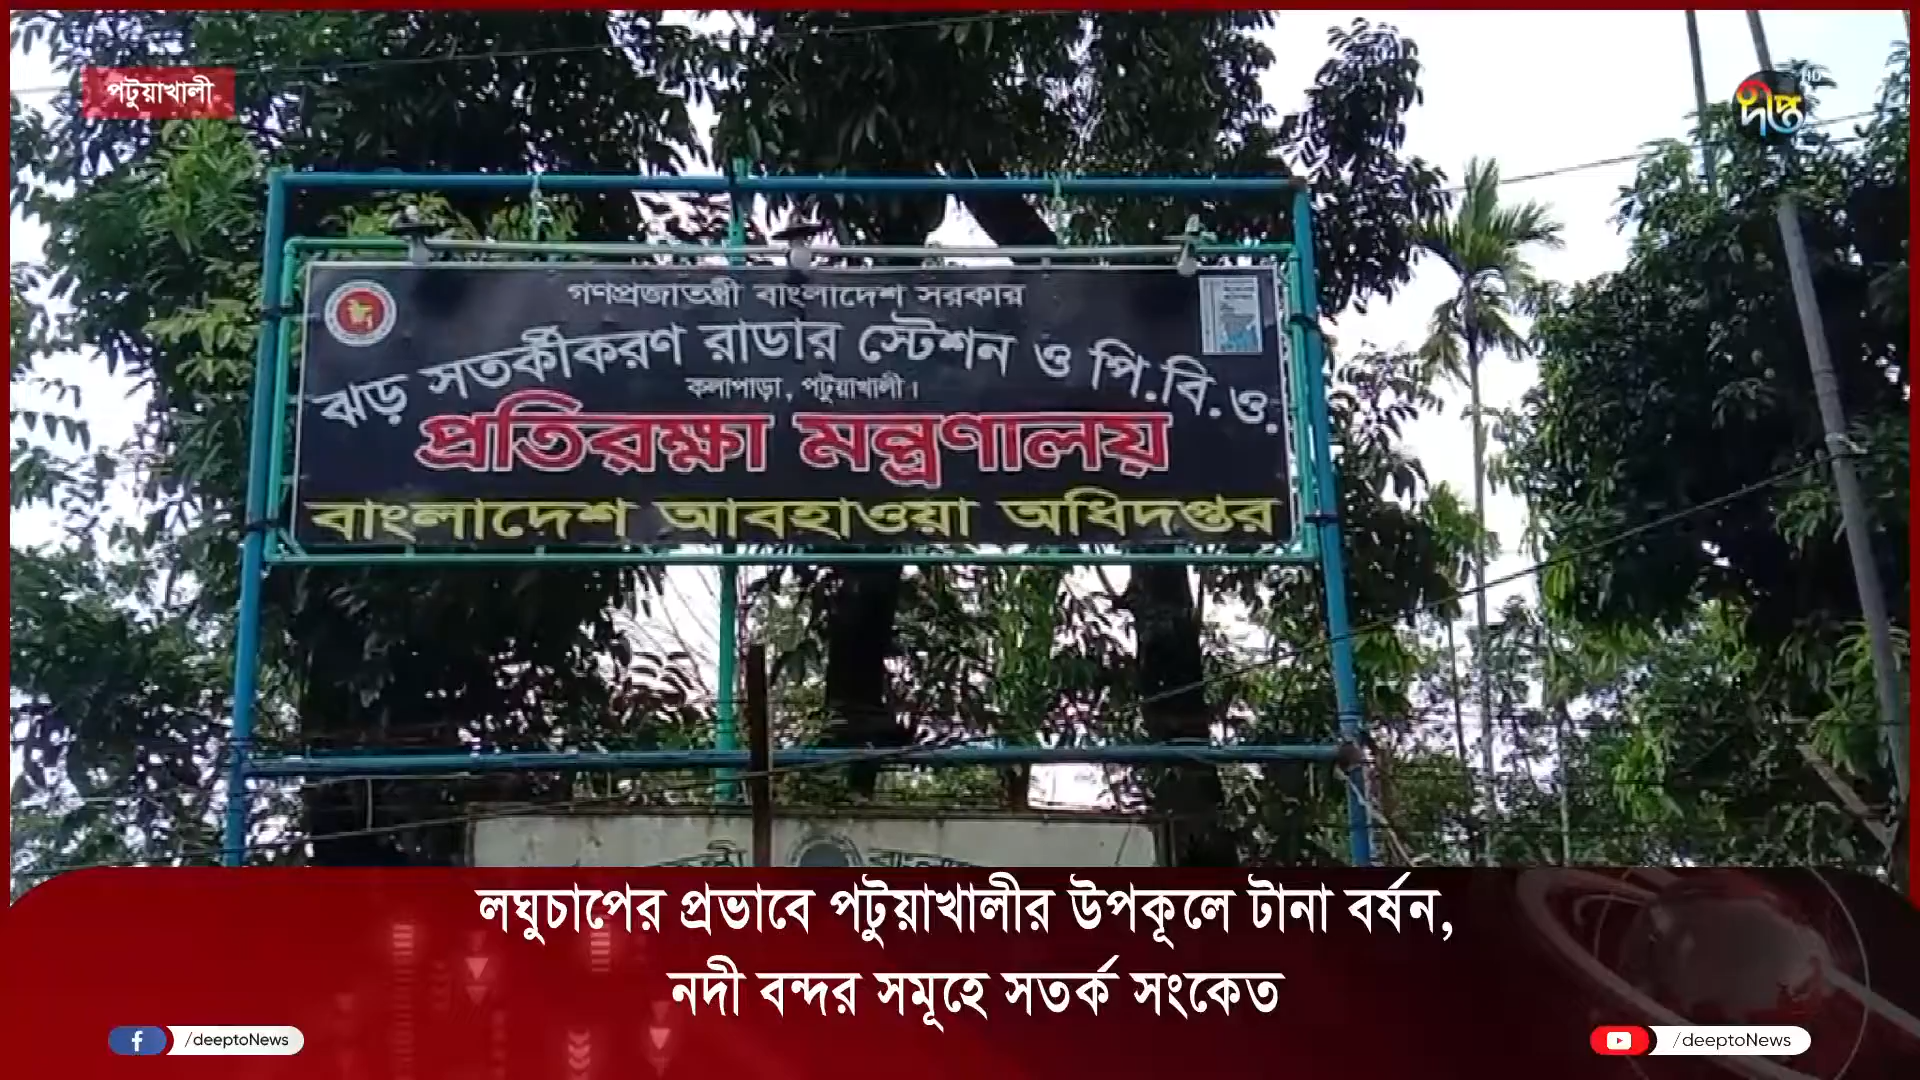 পটুয়াখালী
দীপ্ত
HD
গণপ্রজাতন্ত্রী বাংলাদেশ সরকার
ঝড় সতর্কীকরণ রাডার স্টেশন ও পি.বি.ও.
কলাপাড়া, পটুয়াখালী।
প্রতিরক্ষা মন্ত্রণালয়
বাংলাদেশ আবহাওয়া অধিদপ্তর
লঘুচাপের প্রভাবে পটুয়াখালীর উপকূলে টানা বর্ষন,
নদী বন্দর সমূহে সতর্ক সংকেত
/deeptoNews
/deeptoNews